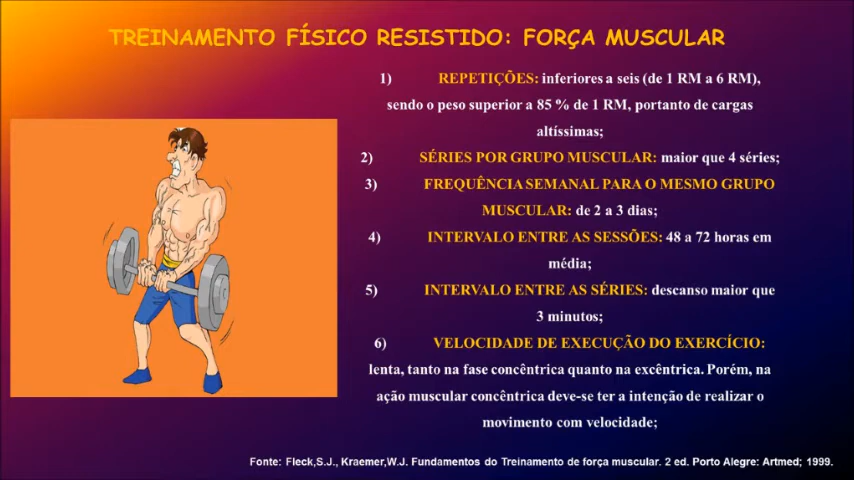 TREINAMENTO FÍSICO RESISTIDO: FORÇA MUSCULAR
1) REPETIÇÕES: inferiores a seis (de 1 RM a 6 RM),
sendo o peso superior a 85 % de 1 RM, portanto de cargas
altíssimas;
2) SÉRIES POR GRUPO MUSCULAR: maior que 4 séries;
3) FREQUÊNCIA SEMANAL PARA O MESMO GRUPO
MUSCULAR: de 2 a 3 dias;
4) INTERVALO ENTRE AS SESSÕES: 48 a 72 horas em
média;
5) INTERVALO ENTRE AS SÉRIES: descanso maior que
3 minutos;
6) VELOCIDADE DE EXECUÇÃO DO EXERCÍCIO:
lenta, tanto na fase concêntrica quanto na excêntrica. Porém, na
ação muscular concêntrica deve-se ter a intenção de realizar o
movimento com velocidade;
Fonte: Fleck,S.J., Kraemer,W.J. Fundamentos do Treinamento de força muscular. 2 ed. Porto Alegre: Artmed; 1999.